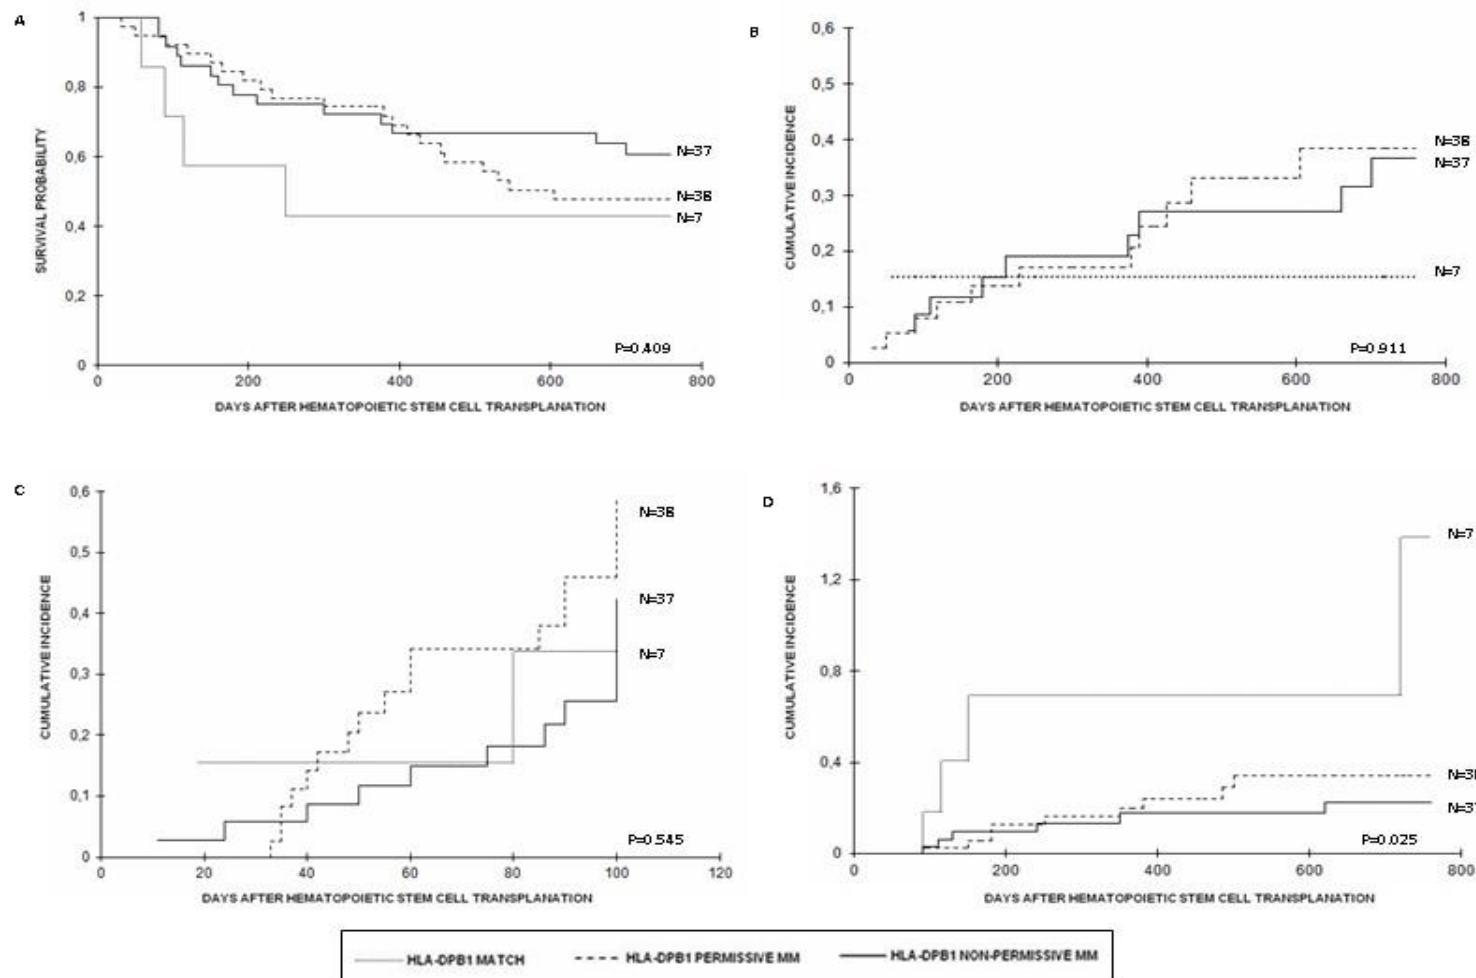 A
1
0,8
0,6
0,4
0,2
0
SURVIVAL PROBABILITY
N=37
N=38
N=7
P=0.409
0 200 400 600 800
DAYS AFTER HEMATOPOIETIC STEM CELL TRANSPLANATION
B
0,6
0,5
0,4
0,3
0,2
0,1
0
CUMULATIVE INCIDENCE
N=38
N=37
N=7
P=0.911
0 200 400 600 800
DAYS AFTER HEMATOPOIETIC STEM CELL TRANSPLANATION
C
0,6
0,5
0,4
0,3
0,2
0,1
0
CUMULATIVE INCIDENCE
N=38
N=37
N=7
P=0.545
0 20 40 60 80 100 120
DAYS AFTER HEMATOPOIETIC STEM CELL TRANSPLANATION
D
1,6
1,2
0,8
0,4
0
CUMULATIVE INCIDENCE
N=7
N=38
N=37
P=0.025
0 200 400 600 800
DAYS AFTER HEMATOPOIETIC STEM CELL TRANSPLANATION
HLA-DPB1 MATCH HLA-DPB1 PERMISSIVE MM HLA-DPB1 NON-PERMISSIVE MM